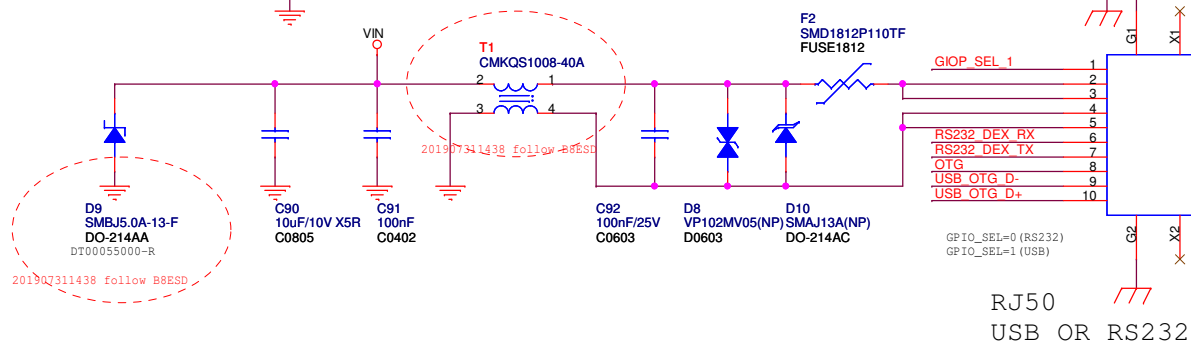 VIN
T1
CMKQS1008-40A
2
1
3
4
201907311438 follow B8ESD
F2
SMD1812P110TF
FUSE1812
G1
X1
GIOP_SEL_1
1
2
3
4
5
RS232_DEX_RX
6
RS232_DEX_TX
7
OTG
8
USB_OTG_D-
9
USB_OTG_D+
10
D9
SMBJ5.0A-13-F
DO-214AA
DT00055000-R
201907311438 follow B8ESD
C90
10uF/10V X5R
C0805
C91
100nF
C0402
C92
100nF/25V
C0603
D8
VP102MV05(NP)
D0603
D10
SMAJ13A(NP)
DO-214AC
GPIO_SEL=0(RS232)
GPIO_SEL=1(USB)
G2
X2
RJ50
USB OR RS232